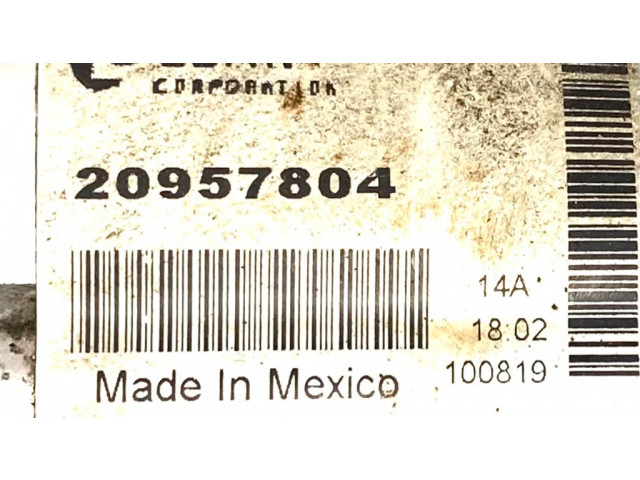 CORPORATION
20957804
14A
18:02
Made In Mexico
100819